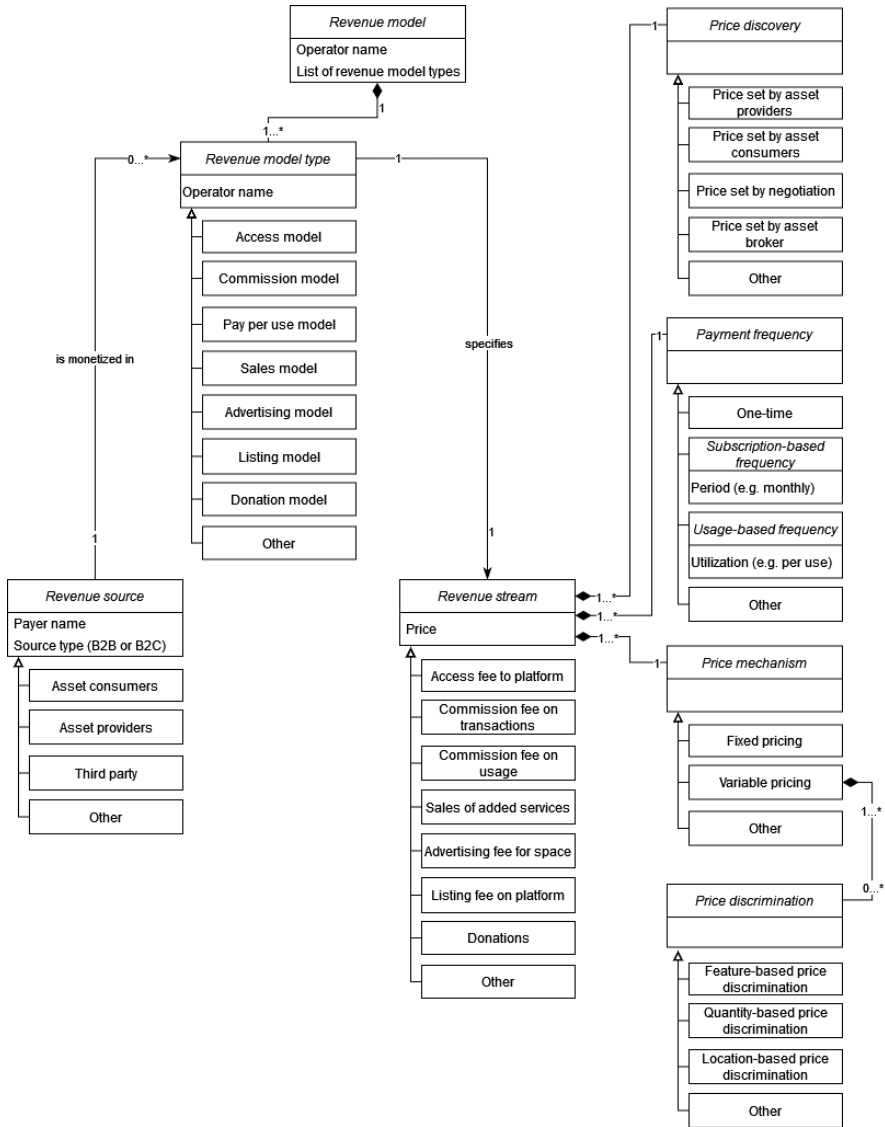 Revenue model
Operator name
List of revenue model types
1
1...*
0...*
Revenue model type
Operator name
1
Access model
Commission model
Pay per use model
Sales model
Advertising model
Listing model
Donation model
Other
is monetized in
1
specifies
1
Revenue source
Payer name
Source type (B2B or B2C)
Asset consumers
Asset providers
Third party
Other
Revenue stream
Price
1...*
1...*
1...*
Access fee to platform
Commission fee on
transactions
Commission fee on
usage
Sales of added services
Advertising fee for space
Listing fee on platform
Donations
Other
1
Price discovery
Price set by asset
providers
Price set by asset
consumers
Price set by negotiation
Price set by asset
broker
Other
1
Payment frequency
One-time
Subscription-based
frequency
Period (e.g. monthly)
Usage-based frequency
Utilization (e.g. per use)
Other
1
Price mechanism
Fixed pricing
Variable pricing
Other
1...*
0...*
Price discrimination
Feature-based price
discrimination
Quantity-based price
discrimination
Location-based price
discrimination
Other